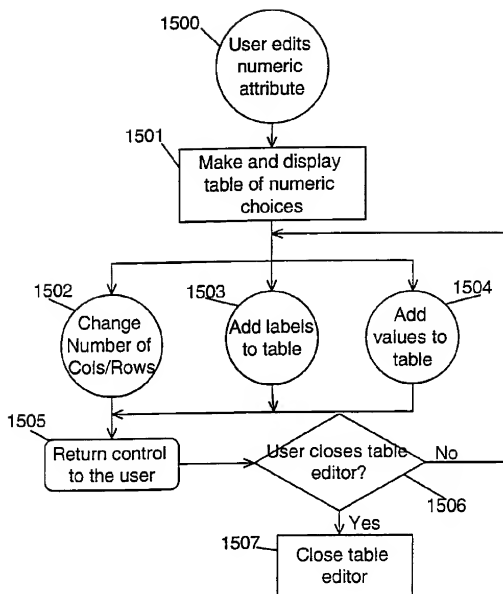 1500
User edits
numeric
attribute
1501
Make and display
table of numeric
choices
1502
Change
Number of
Cols/Rows
1503
Add labels
to table
1504
Add
values to
table
1505
Return control
to the user
User closes table
editor?
No
1506
Yes
1507
Close table
editor